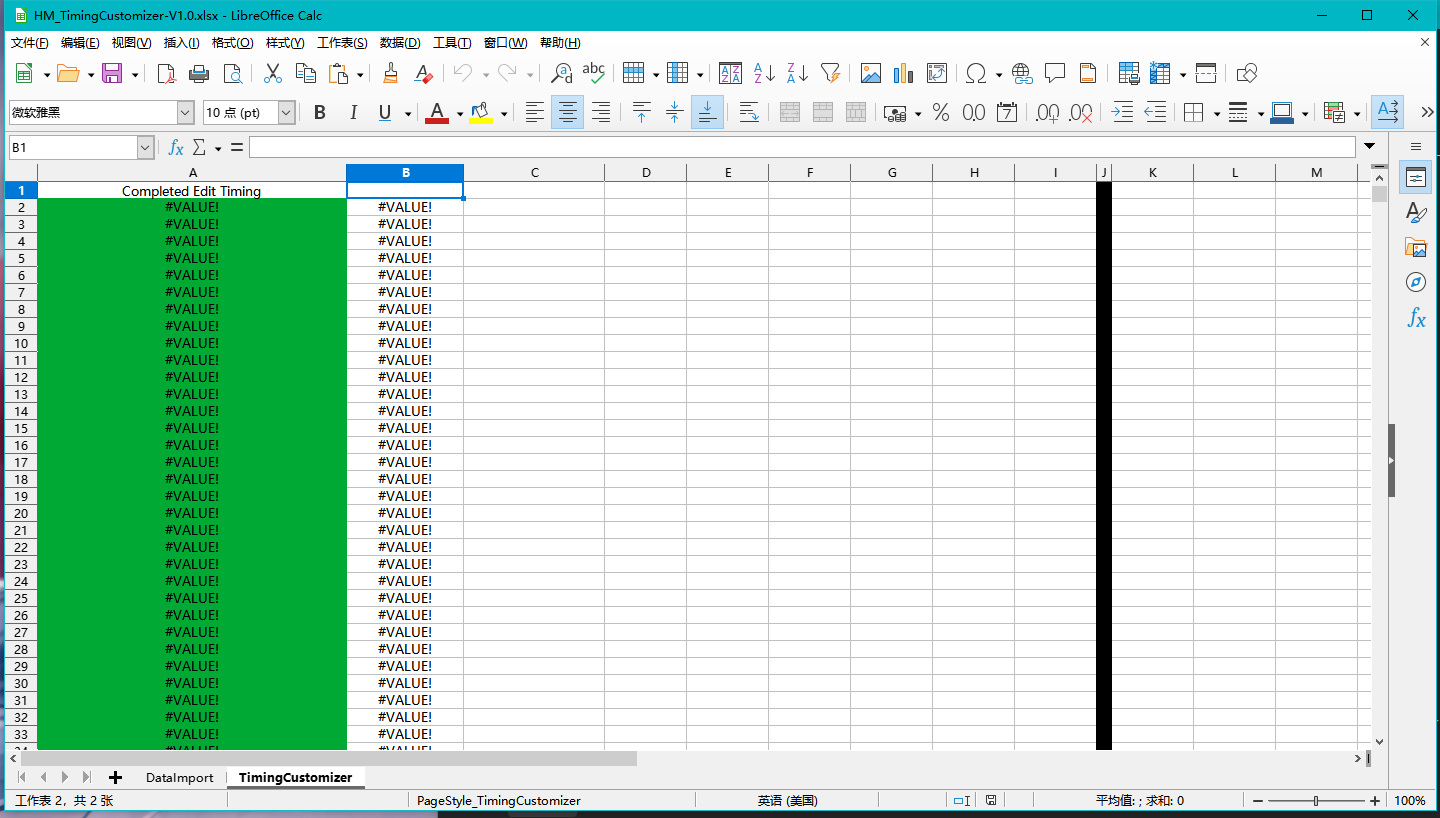 HM_TimingCustomizer-V1.0.xlsx - LibreOffice Calc
文件(F) 编辑(E) 视图(V) 插入(I) 格式(O) 样式(Y) 工作表(S) 数据(D) 工具(T) 窗口(W) 帮助(H)
微软雅黑 10 点 (pt) B I U
B1
A B C D E F G H I J K L M
1 Completed Edit Timing
2 #VALUE! #VALUE!
3 #VALUE! #VALUE!
4 #VALUE! #VALUE!
5 #VALUE! #VALUE!
6 #VALUE! #VALUE!
7 #VALUE! #VALUE!
8 #VALUE! #VALUE!
9 #VALUE! #VALUE!
10 #VALUE! #VALUE!
11 #VALUE! #VALUE!
12 #VALUE! #VALUE!
13 #VALUE! #VALUE!
14 #VALUE! #VALUE!
15 #VALUE! #VALUE!
16 #VALUE! #VALUE!
17 #VALUE! #VALUE!
18 #VALUE! #VALUE!
19 #VALUE! #VALUE!
20 #VALUE! #VALUE!
21 #VALUE! #VALUE!
22 #VALUE! #VALUE!
23 #VALUE! #VALUE!
24 #VALUE! #VALUE!
25 #VALUE! #VALUE!
26 #VALUE! #VALUE!
27 #VALUE! #VALUE!
28 #VALUE! #VALUE!
29 #VALUE! #VALUE!
30 #VALUE! #VALUE!
31 #VALUE! #VALUE!
32 #VALUE! #VALUE!
33 #VALUE! #VALUE!
34 #VALUE! #VALUE!
DataImport TimingCustomizer
工作表 2，共 2 张 PageStyle_TimingCustomizer 英语 (美国) 平均值: ; 求和: 0 100%